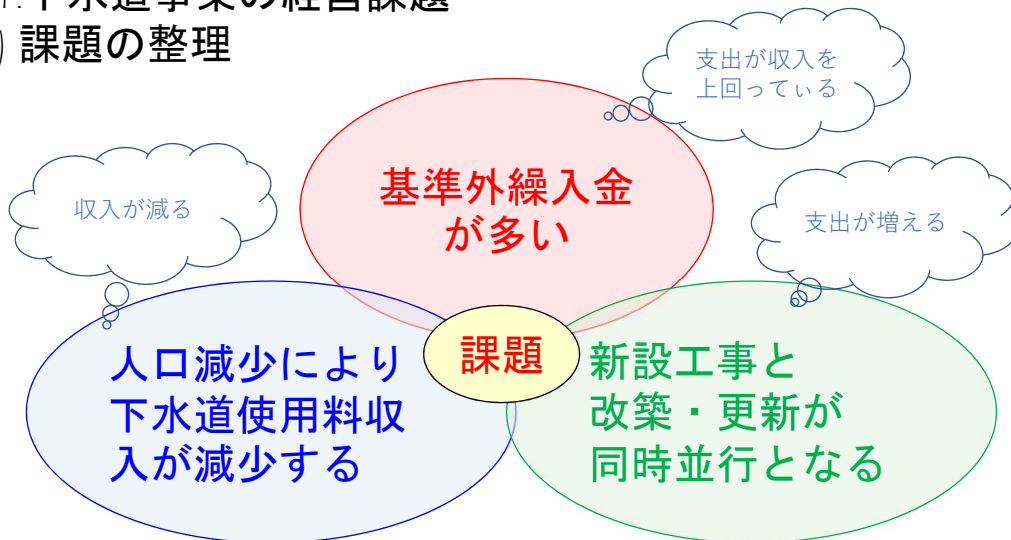 下水道事業の経営課題
) 課題の整理
支出が収入を
上回っている
基準外繰入金
が多い
収入が減る
支出が増える
課題
人口減少により
下水道使用料収
入が減少する
新設工事と
改築・更新が
同時並行となる